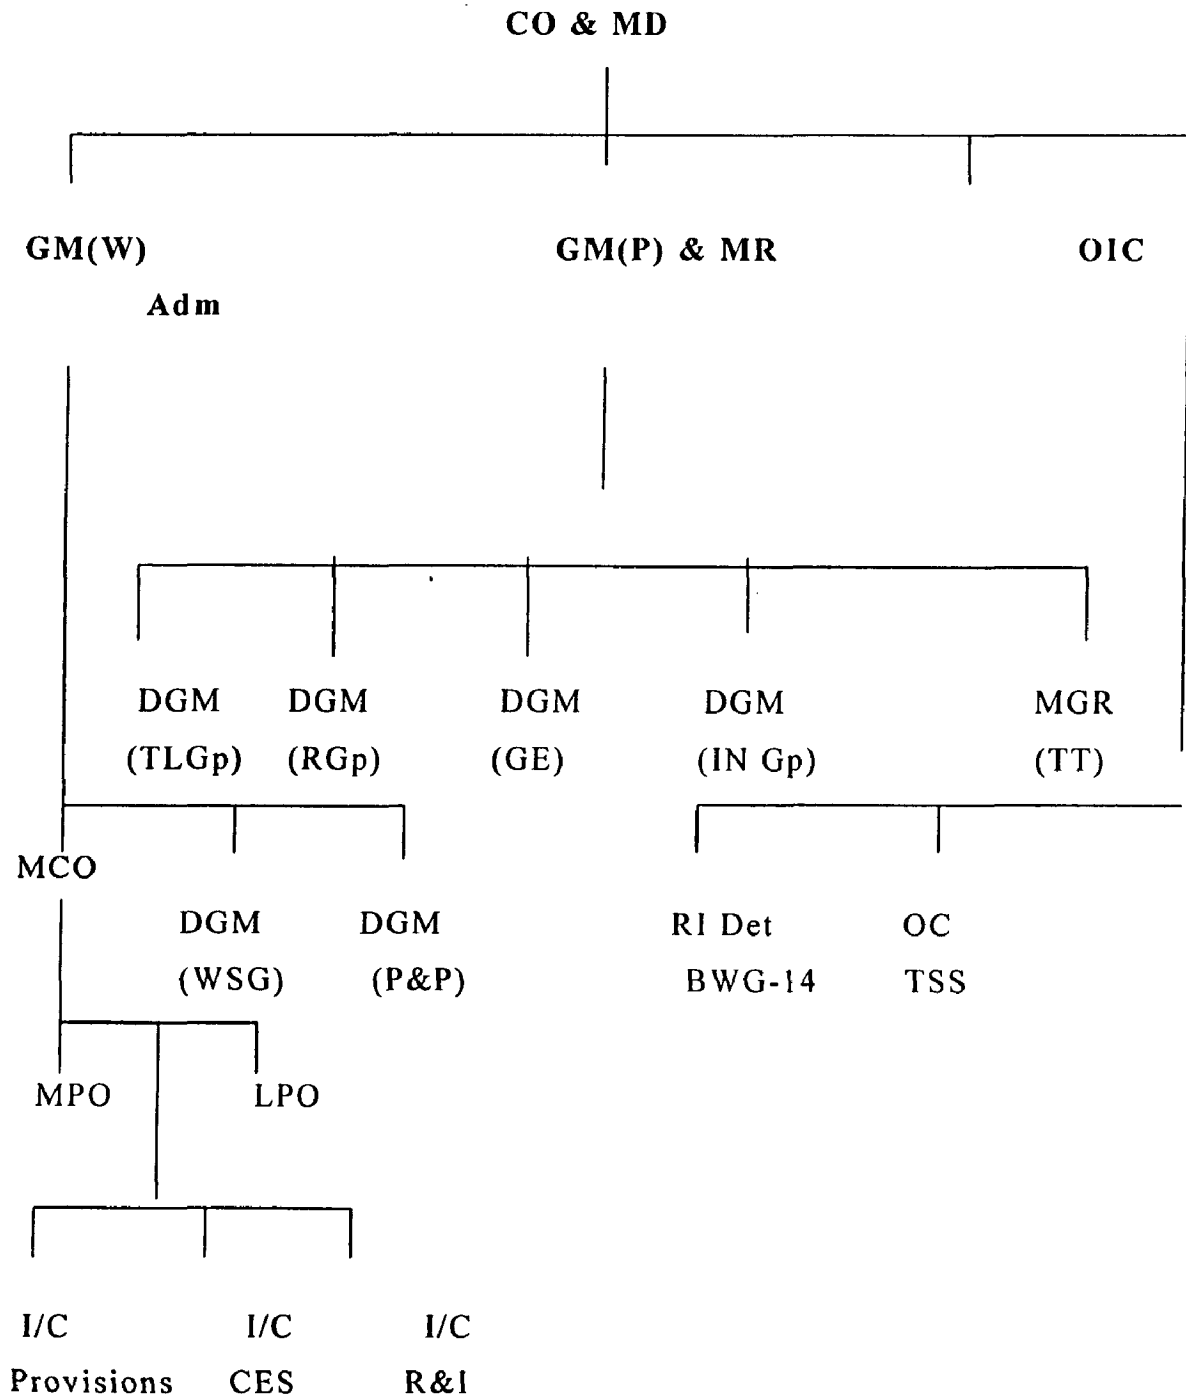 CO & MD
GM(W) GM(P) & MR OIC
Adm
DGM DGM DGM DGM MGR
(TLGp) (RGp) (GE) (IN Gp) (TT)
MCO
DGM DGM RI Det OC
(WSG) (P&P) BWG-14 TSS
MPO LPO
I/C I/C I/C
Provisions CES R&I